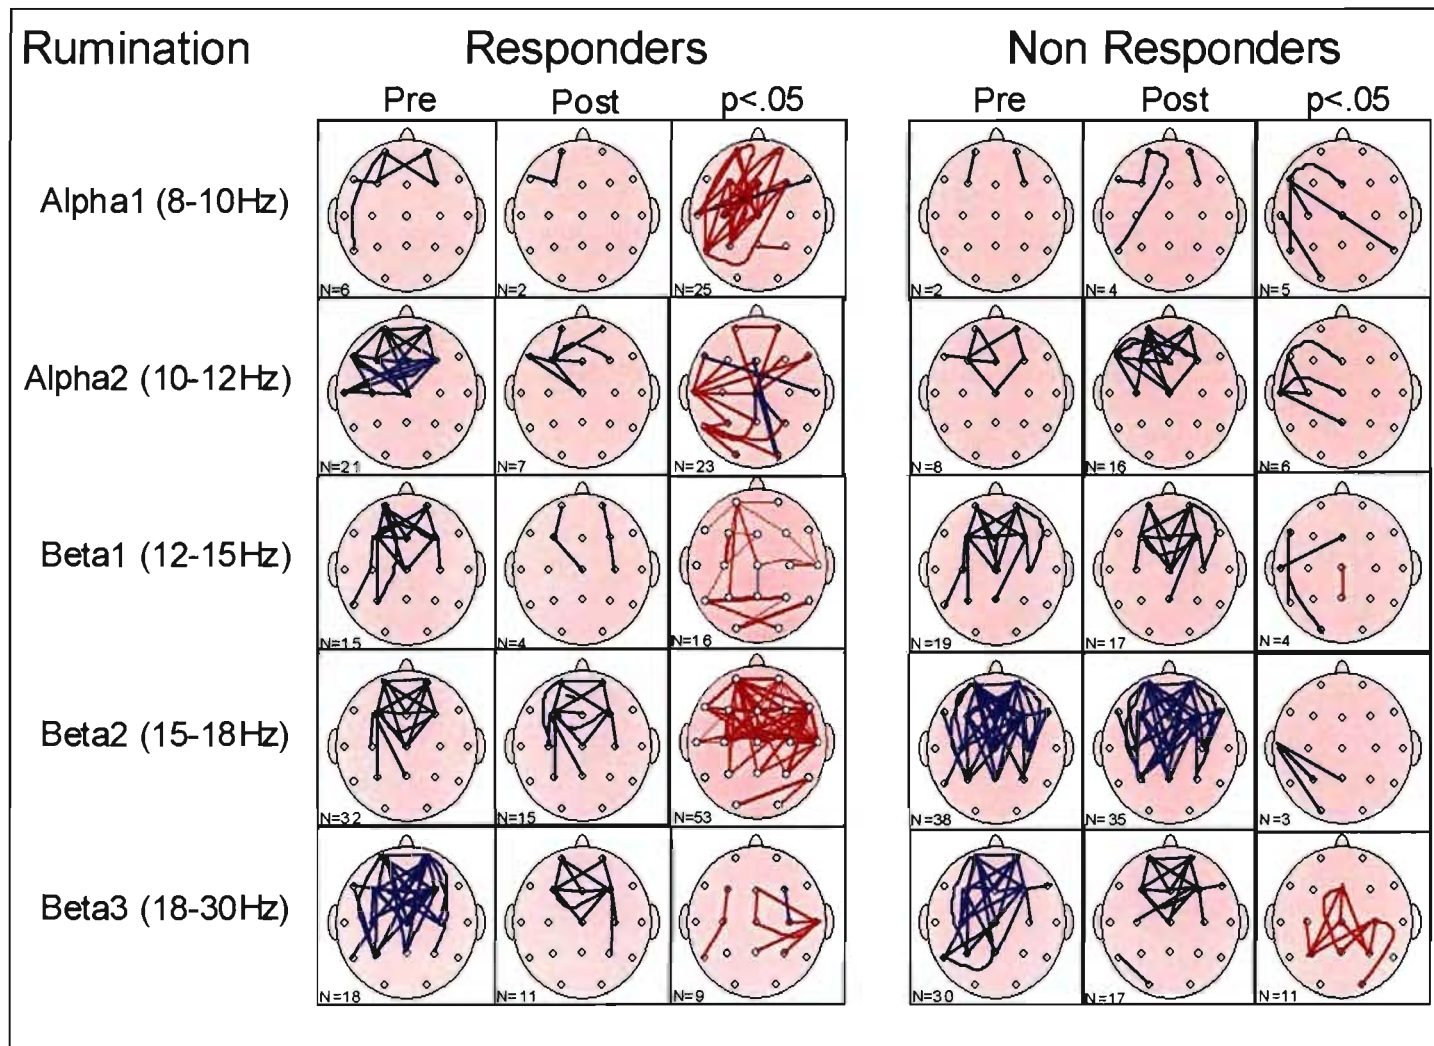 Rumination Responders Non Responders
Pre Post p<.05 Pre Post p<.05
Alpha1 (8-10Hz)
N=6 N=2 N=25 N=2 N=4 N=5
Alpha2 (10-12Hz)
N=21 N=7 N=23 N=8 N=16 N=6
Beta1 (12-15Hz)
N=15 N=4 N=16 N=19 N=17 N=4
Beta2 (15-18Hz)
N=32 N=15 N=53 N=38 N=35 N=3
Beta3 (18-30Hz)
N=18 N=11 N=9 N=30 N=17 N=11